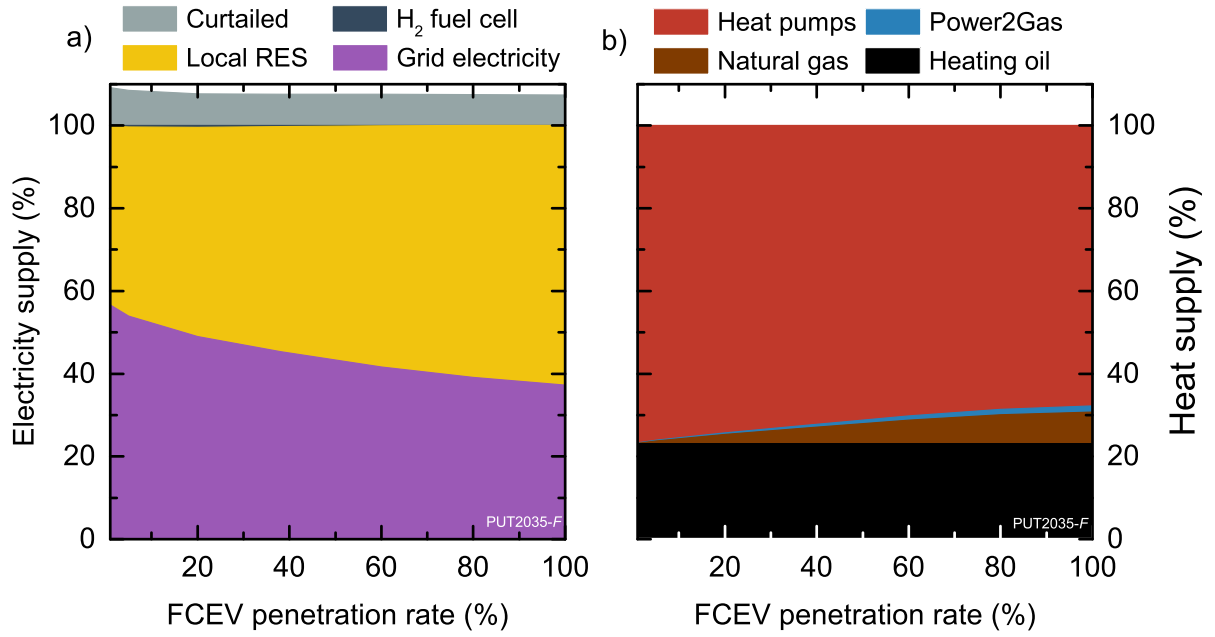 a)
Curtailed
H2 fuel cell
Local RES
Grid electricity
Electricity supply (%)
100
80
60
40
20
0
PUT2035-F
20 40 60 80 100
FCEV penetration rate (%)
b)
Heat pumps
Power2Gas
Natural gas
Heating oil
100
80
60
40
20
0
Heat supply (%)
PUT2035-F
20 40 60 80 100
FCEV penetration rate (%)